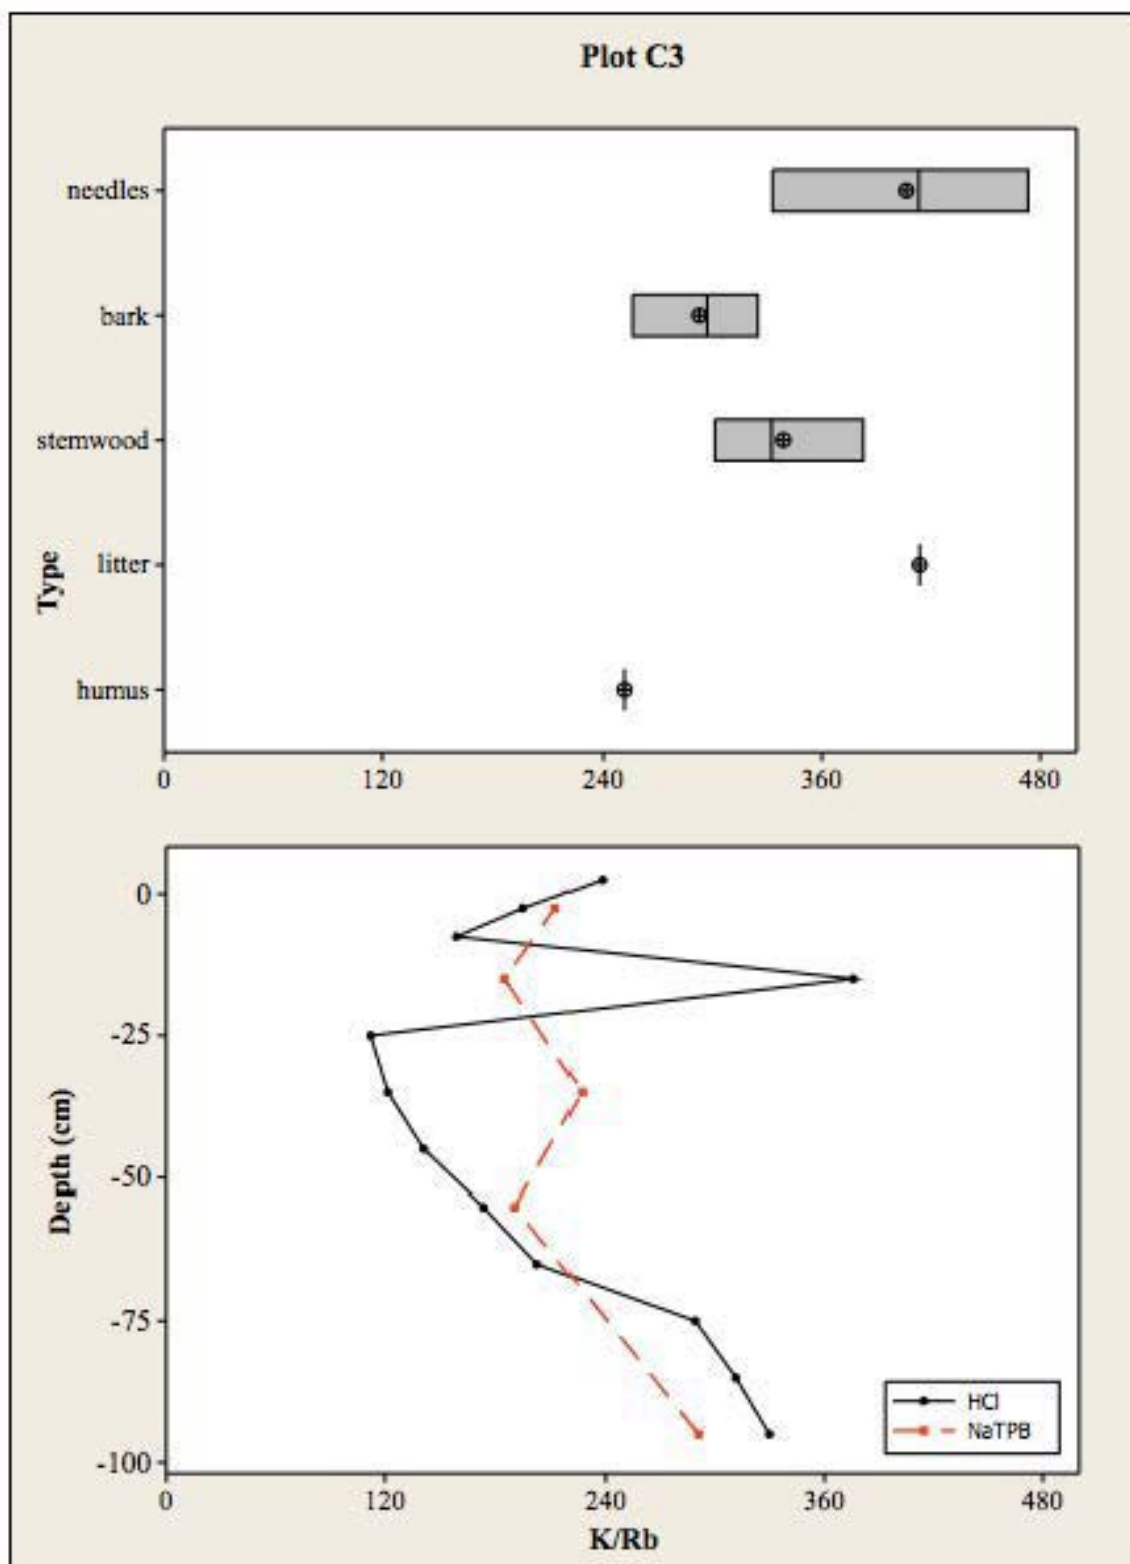 Plot C3
needles
bark
stemwood
litter
humus
Type
0 120 240 360 480
0
-25
-50
-75
-100
Depth (cm)
HCl
NaTPB
0 120 240 360 480
K/Rb